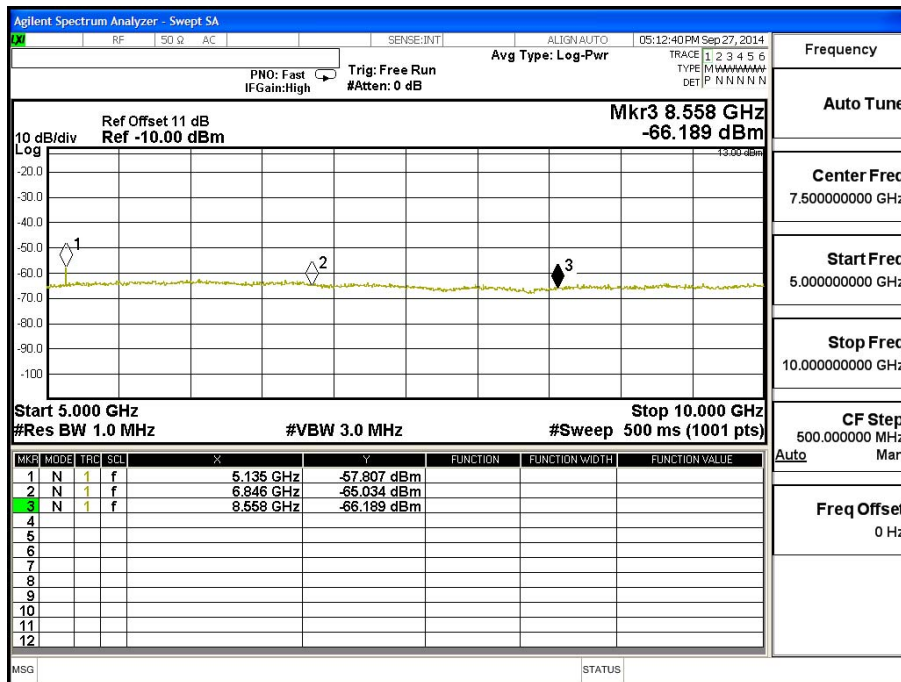 Agilent Spectrum Analyzer - Swept SA
LXI RF 50 Ω AC SENSE:INT ALIGNAUTO 05:12:40 PM Sep 27, 2014
PNO: Fast
IFGain:High
Trig: Free Run
#Atten: 0 dB
Avg Type: Log-Pwr
TRACE 1 2 3 4 5 6
TYPE M WWWWW
DET P N N N N N
Mkr3 8.558 GHz
-66.189 dBm
Ref Offset 11 dB
Ref -10.00 dBm
10 dB/div
Log
-20.0
-30.0
-40.0
-50.0
-60.0
-70.0
-80.0
-90.0
-100
1
2
3
Start 5.000 GHz Stop 10.000 GHz
#Res BW 1.0 MHz #VBW 3.0 MHz #Sweep 500 ms (1001 pts)
MKR MODE TRC SCL X Y FUNCTION FUNCTION WIDTH FUNCTION VALUE
1 N 1 f 5.135 GHz -57.807 dBm
2 N 1 f 6.846 GHz -65.034 dBm
3 N 1 f 8.558 GHz -66.189 dBm
4
5
6
7
8
9
10
11
12
MSG STATUS
Frequency
Auto Tune
Center Freq
7.500000000 GHz
Start Freq
5.000000000 GHz
Stop Freq
10.000000000 GHz
CF Step
500.000000 MHz
Auto Man
Freq Offset
0 Hz